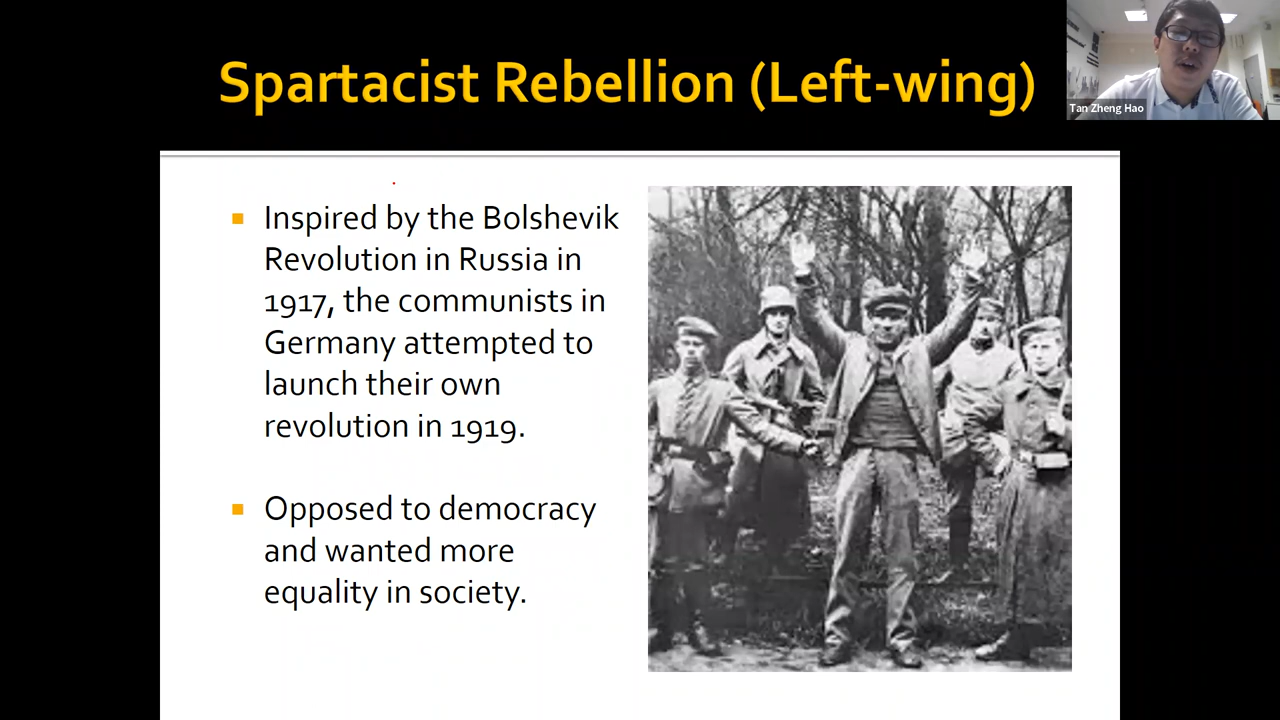 Spartacist Rebellion (Left-wing)
Tan Zheng Hao
Inspired by the Bolshevik
Revolution in Russia in
1917, the communists in
Germany attempted to
launch their own
revolution in 1919.
Opposed to democracy
and wanted more
equality in society.